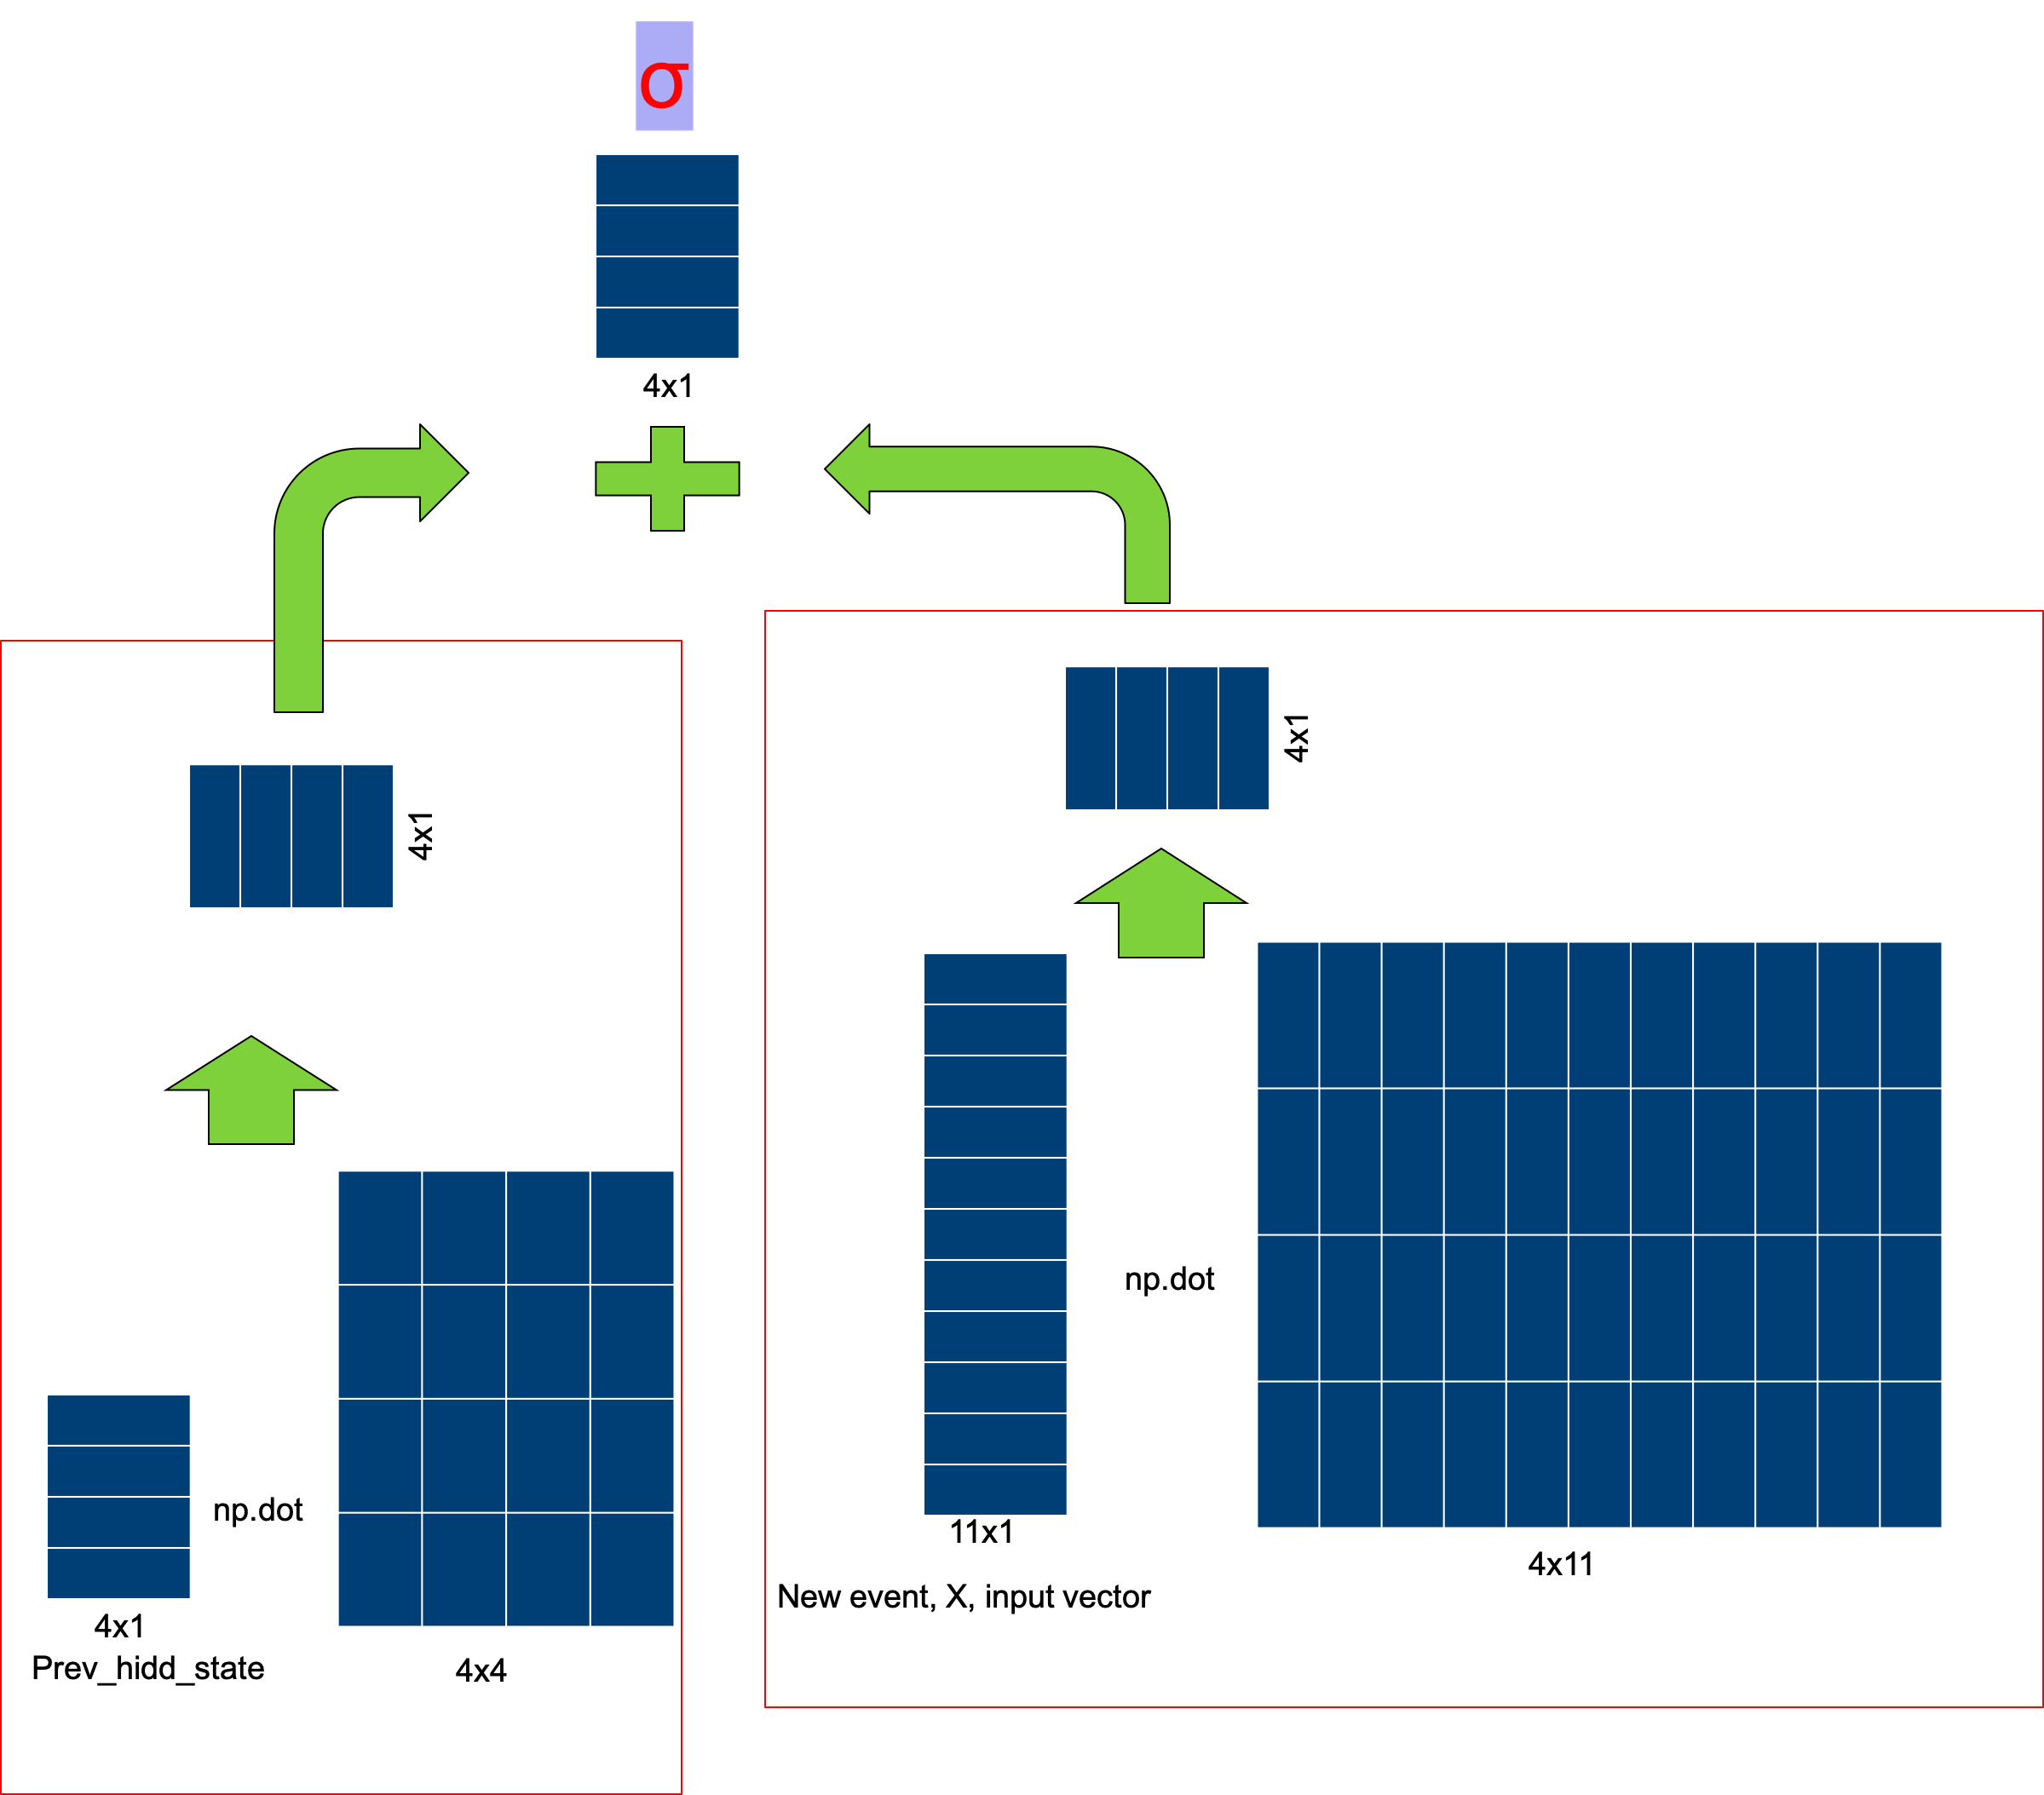 σ
4x1
4x1
4x1
np.dot
4x1
Prev_hidd_state
4x4
np.dot
11x1
New event, X, input vector
4x11